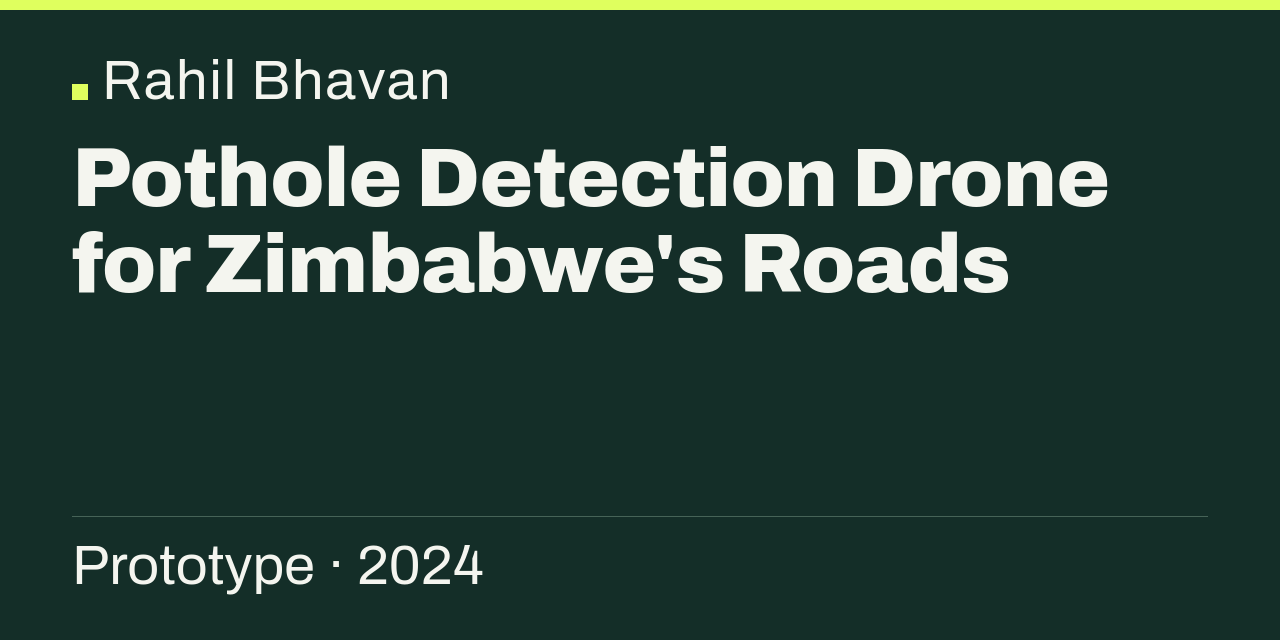 Rahil Bhavan
Pothole Detection Drone
for Zimbabwe's Roads
Prototype · 2024